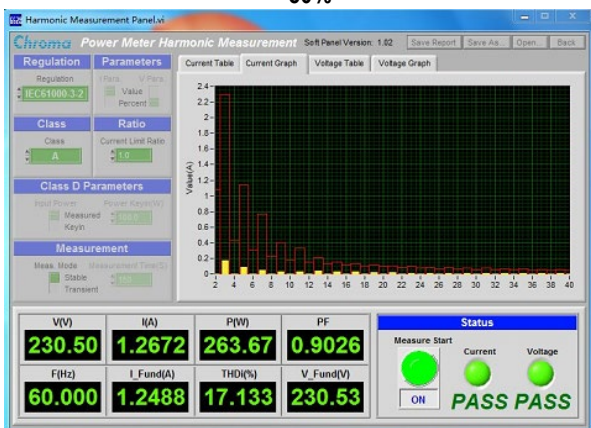 Harmonic Measurement Panel.vi
Chroma Power Meter Harmonic Measurement Soft Panel Version: 1.02 Save Report Save As... Open... Back
Regulation Parameters
Regulation I Para. V Para.
IEC61000-3-2 Value
Percent
Class Ratio
Class Current Limit Ratio
A 1.0
Class D Parameters
Input Power Power Keyin(W)
Measured 100.0
Keyin
Measurement
Meas. Mode Measurement Time(S)
Stable
Transient
Current Table Current Graph Voltage Table Voltage Graph
Value(A)
2.4
2.2
2
1.8
1.6
1.4
1.2
1
0.8
0.6
0.4
0.2
0
2 4 6 8 10 12 14 16 18 20 22 24 26 28 30 32 34 36 38 40
V(V) I(A) P(W) PF
230.50 1.2672 263.67 0.9026
F(Hz) I_Fund(A) THDi(%) V_Fund(V)
60.000 1.2488 17.133 230.53
Status
Measure Start Current Voltage
ON PASS PASS